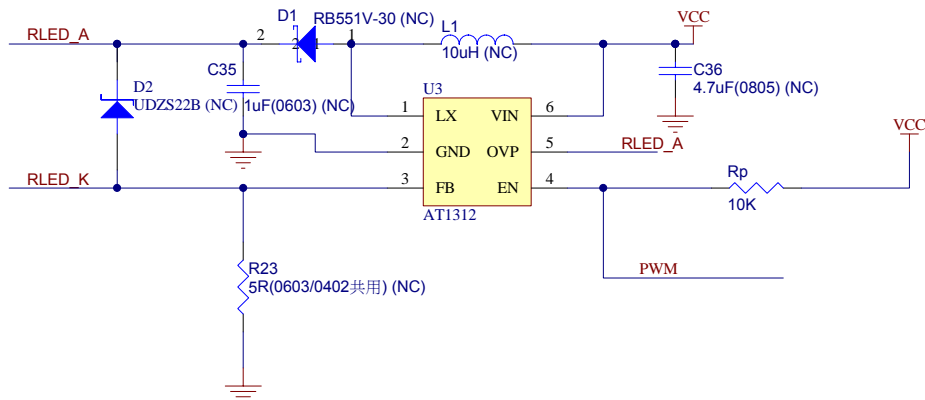 D1
RB551V-30 (NC)
VCC
RLED_A
2
2
1
1
L1
10uH (NC)
C35
1uF(0603) (NC)
C36
4.7uF(0805) (NC)
D2
UDZS22B (NC)
U3
1
LX
VIN
6
VCC
2
GND
OVP
5
RLED_A
RLED_K
3
FB
EN
4
Rp
10K
AT1312
PWM
R23
5R(0603/0402共用) (NC)